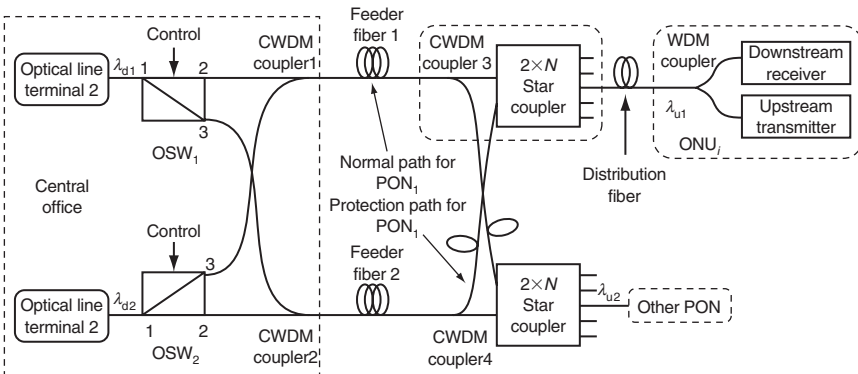 Control
Optical line
terminal 2
λd1
1
2
3
OSW1
CWDM
coupler1
Feeder
fiber 1
CWDM
coupler 3
2×N
Star
coupler
WDM
coupler
Downstream
receiver
λu1
Upstream
transmitter
ONUi
Normal path for
PON1
Protection path for
PON1
Distribution
fiber
Central
office
Control
Feeder
fiber 2
Optical line
terminal 2
λd2
3
1
2
OSW2
CWDM
coupler2
CWDM
coupler4
2×N
Star
coupler
λu2
Other PON